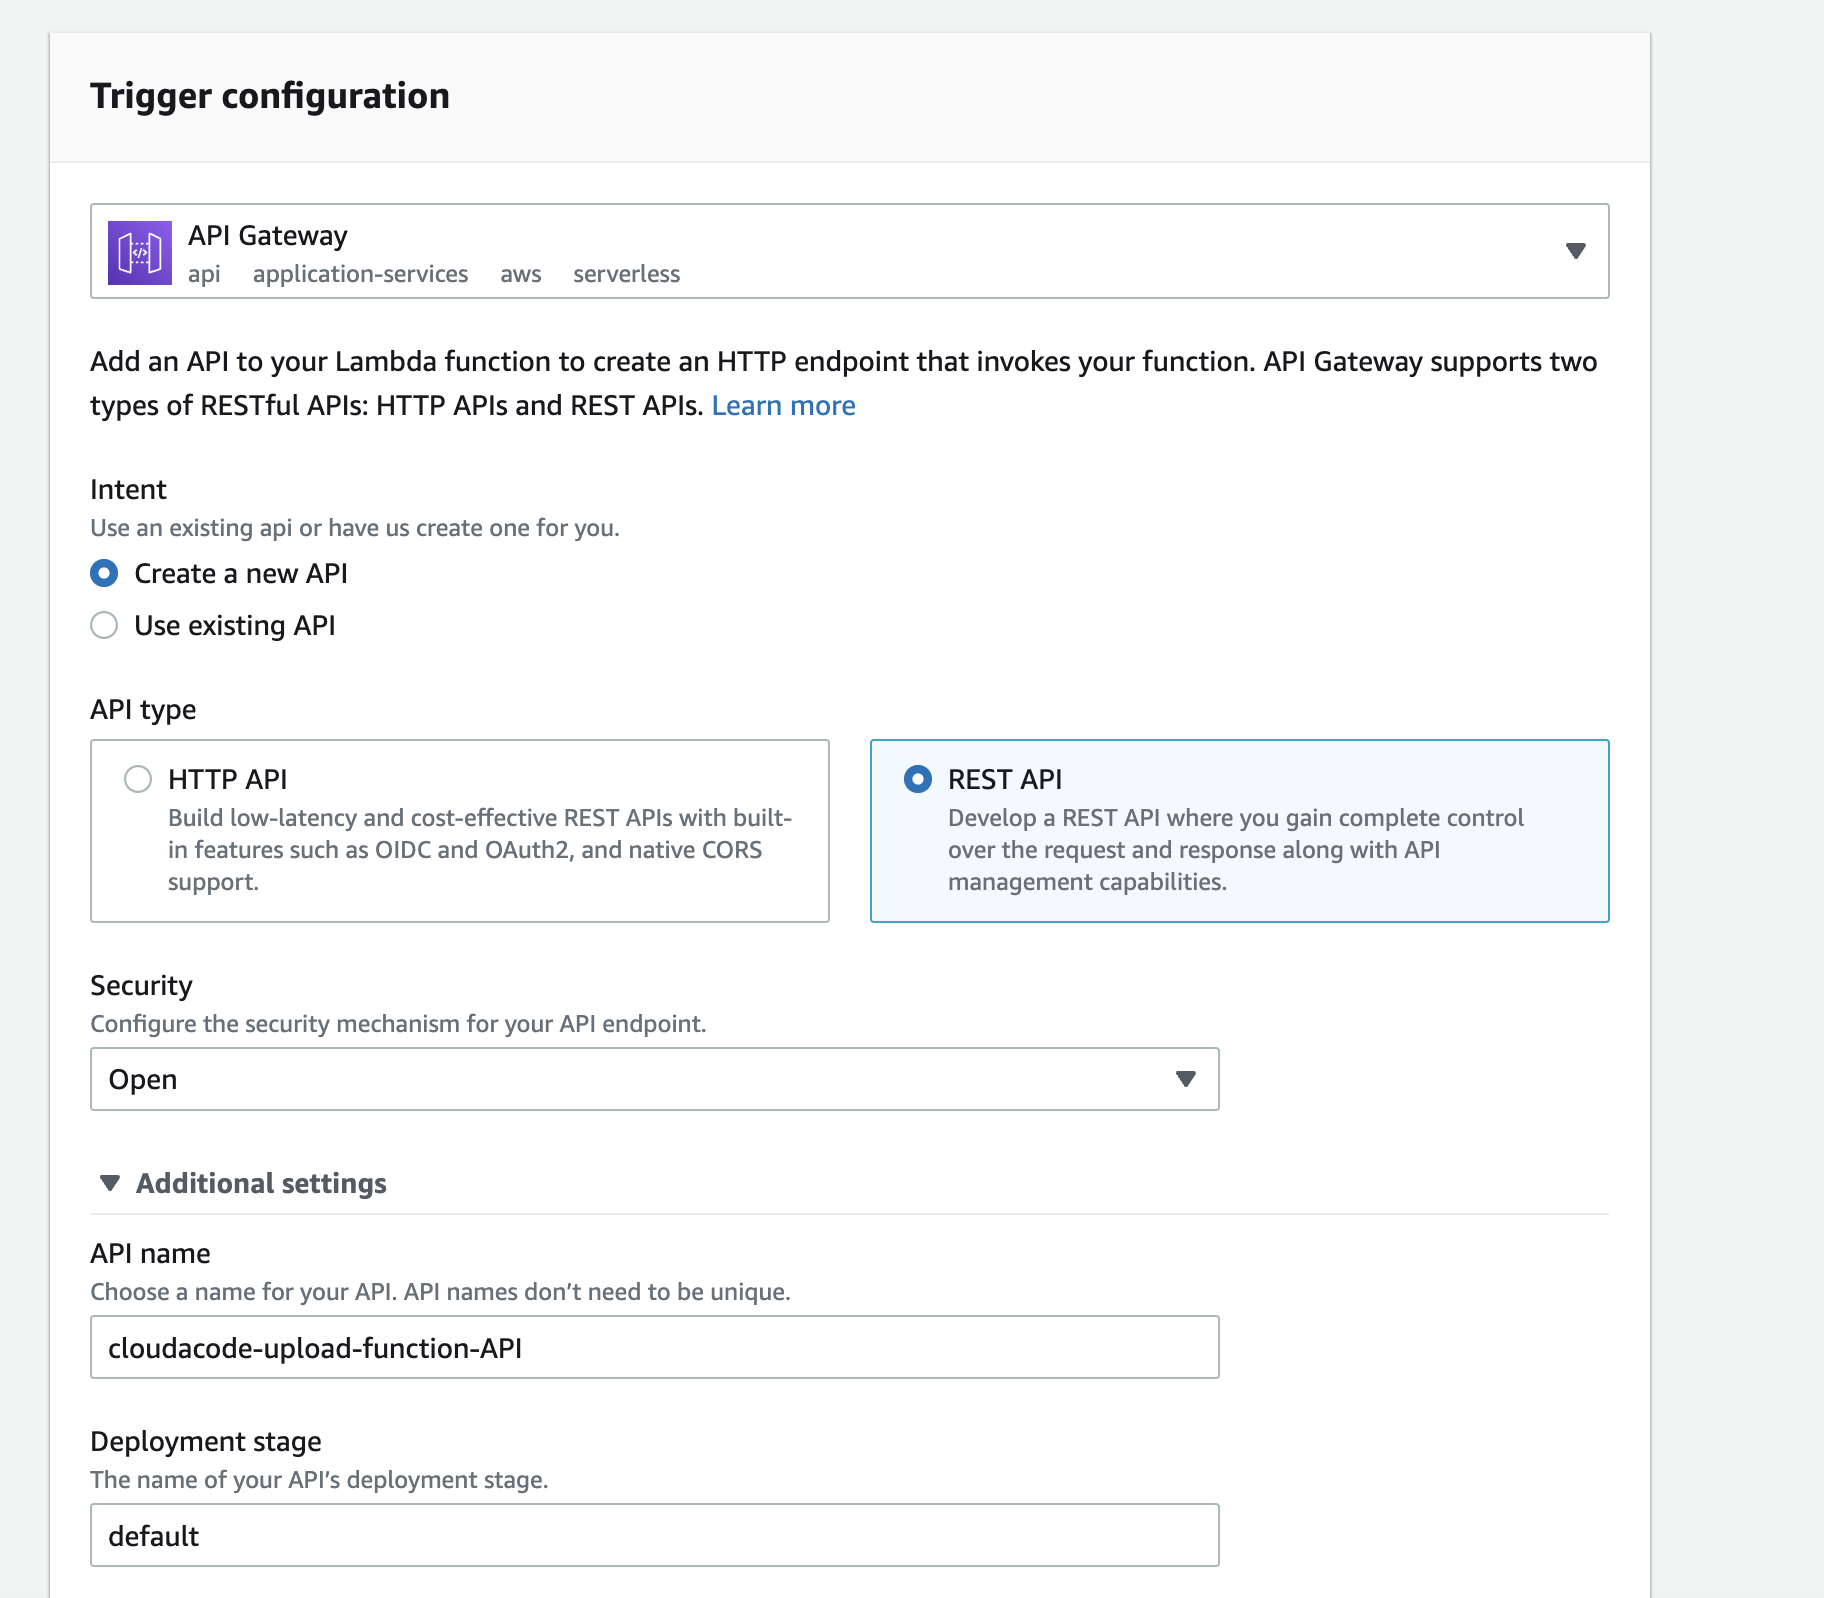 Trigger configuration
API Gateway
api application-services aws serverless
Add an API to your Lambda function to create an HTTP endpoint that invokes your function. API Gateway supports two
types of RESTful APIs: HTTP APIs and REST APIs. Learn more
Intent
Use an existing api or have us create one for you.
Create a new API
Use existing API
API type
HTTP API
Build low-latency and cost-effective REST APIs with built-
in features such as OIDC and OAuth2, and native CORS
support.
REST API
Develop a REST API where you gain complete control
over the request and response along with API
management capabilities.
Security
Configure the security mechanism for your API endpoint.
Open
Additional settings
API name
Choose a name for your API. API names don’t need to be unique.
cloudacode-upload-function-API
Deployment stage
The name of your API’s deployment stage.
default